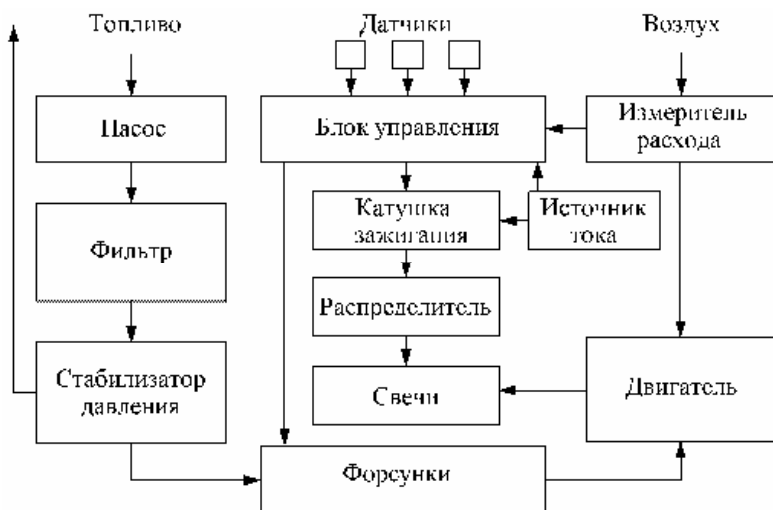 Топливо
Датчики
Воздух
Насос
Блок управления
Измеритель
расхода
Катушка
зажигания
Источник
тока
Фильтр
Распределитель
Стабилизатор
давления
Свечи
Двигатель
Форсунки